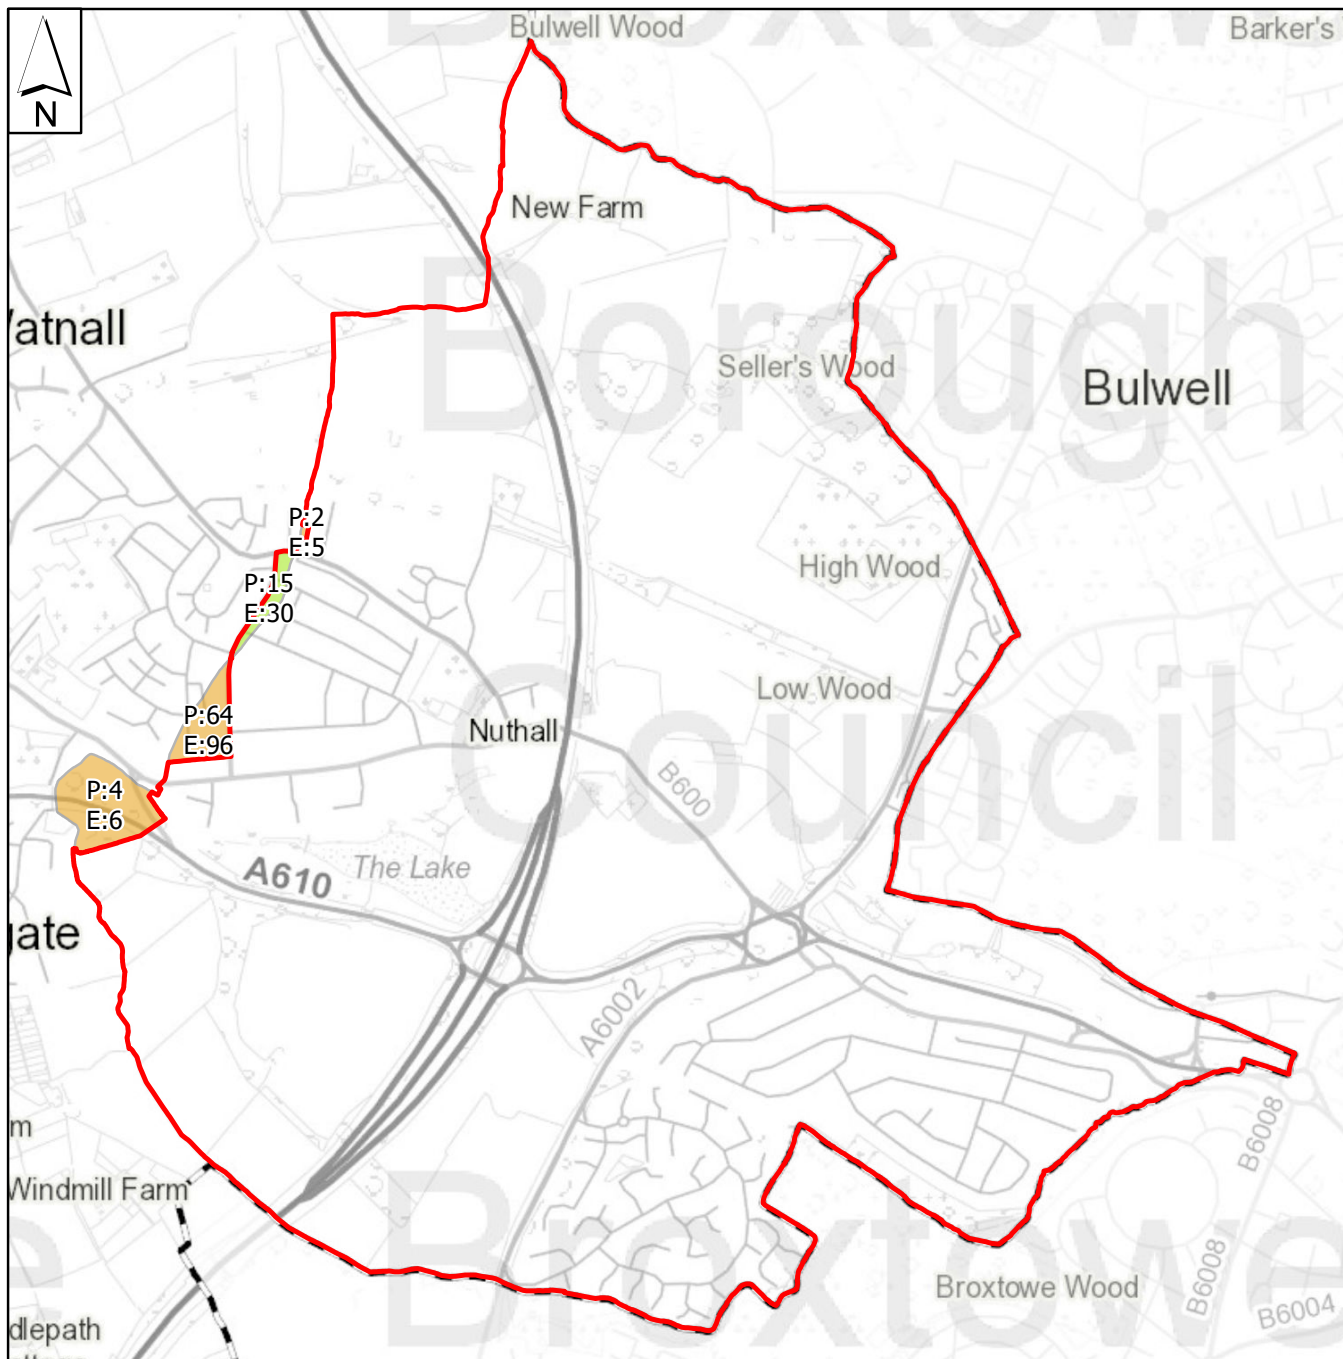 Broxtowe
Bulwell Wood
Barker's
N
New Farm
Borough
/atnall
Seller's Wood
Bulwell
P:2
E:5
High Wood
P:15
E:30
Council
Low Wood
P:64
E:96
Nuthall
B600
P:4
E:6
A610
The Lake
gate
A6002
B6008
m
Windmill Farm
Broxtowe
e
Broxtowe Wood
B6008
B6004
dlepath